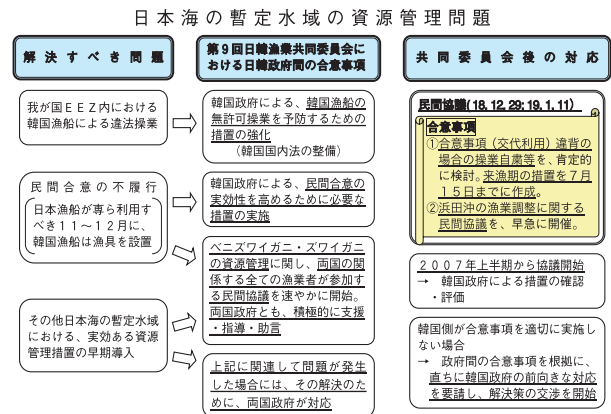 日本海の暫定水域の資源管理問題
解決すべき問題
我が国EEZ内における
韓国漁船による違法操業
民間合意の不履行
日本漁船が専ら利用す
べき11～12月に、
韓国漁船は漁具を設置
その他日本海の暫定水域
における、実効ある資源
管理措置の早期導入
第9回日韓漁業共同委員会に
おける日韓政府間の合意事項
韓国政府による、韓国漁船の
無許可操業を予防するための
措置の強化
（韓国国内法の整備）
韓国政府による、民間合意の
実効性を高めるために必要な
措置の実施
ベニズワイガニ・ズワイガニ
の資源管理に関し、両国の関
係する全ての漁業者が参加す
る民間協議を速やかに開始。
両国政府とも、積極的に支援
・指導・助言
上記に関連して問題が発生
した場合には、その解決のた
めに、両国政府が対応
共同委員会後の対応
民間協議(18.12.29;19.1.11)
合意事項
①合意事項（交代利用）違背の
場合の操業自粛等を、肯定的
に検討。来漁期の措置を7月
15日までに作成。
②浜田沖の漁業調整に関する
民間協議を、早急に開催。
2007年上半期から協議開始
→ 韓国政府による措置の確認
・評価
韓国側が合意事項を適切に実施し
ない場合
→ 政府間の合意事項を根拠に、
直ちに韓国政府の前向きな対応
を要請し、解決策の交渉を開始